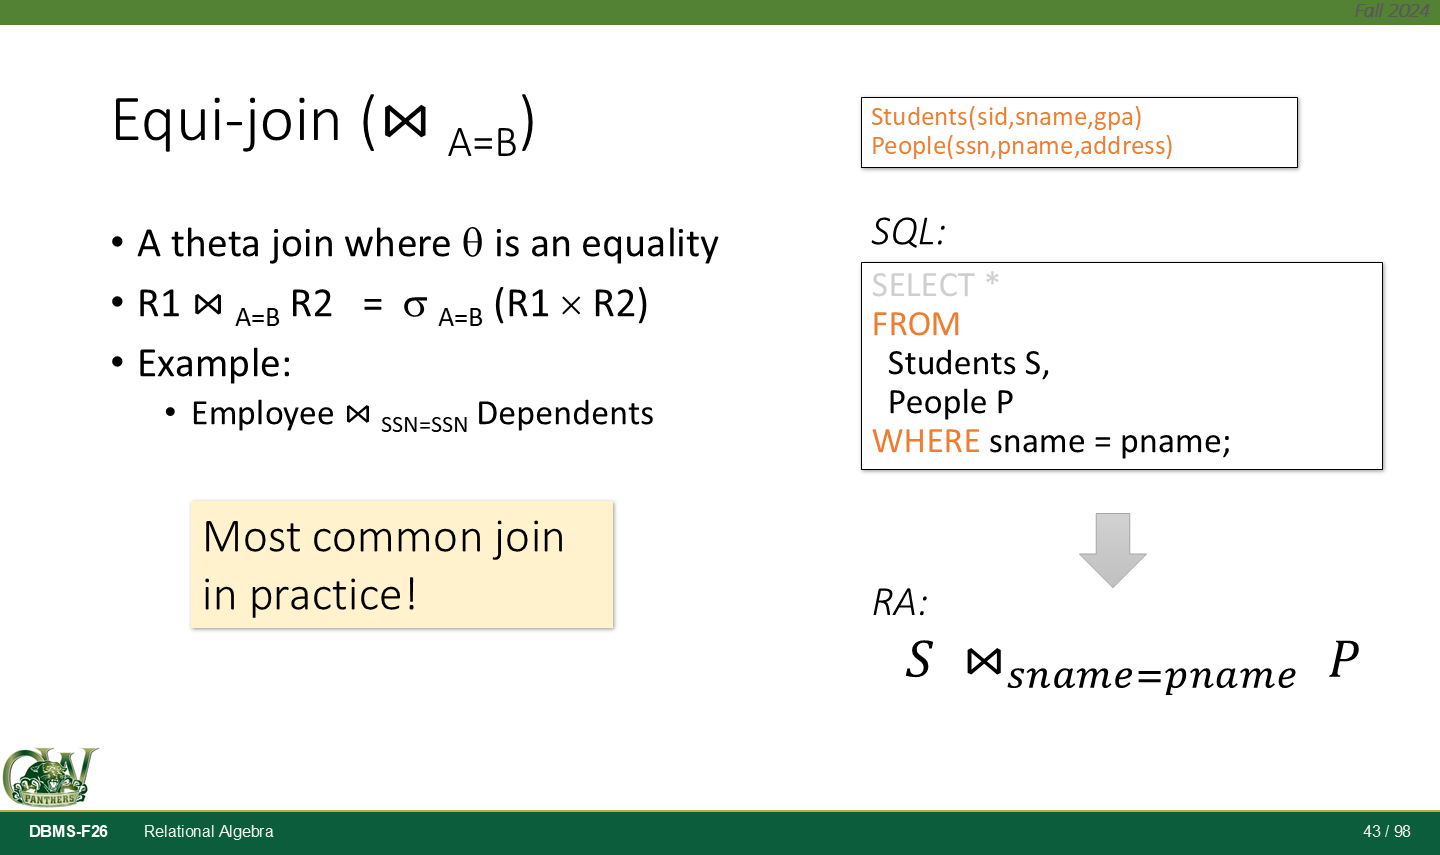 Fall 2024
Equi-join (⋈ A=B)
Students(sid,sname,gpa)
People(ssn,pname,address)
• A theta join where θ is an equality
• R1 ⋈ A=B R2 = σ A=B (R1 × R2)
• Example:
• Employee ⋈ SSN=SSN Dependents
Most common join
in practice!
SQL:
SELECT *
FROM
Students S,
People P
WHERE sname = pname;
RA:
S ⋈sname=pname P
OW
PANTHERS
DBMS-F26 Relational Algebra 43 / 98